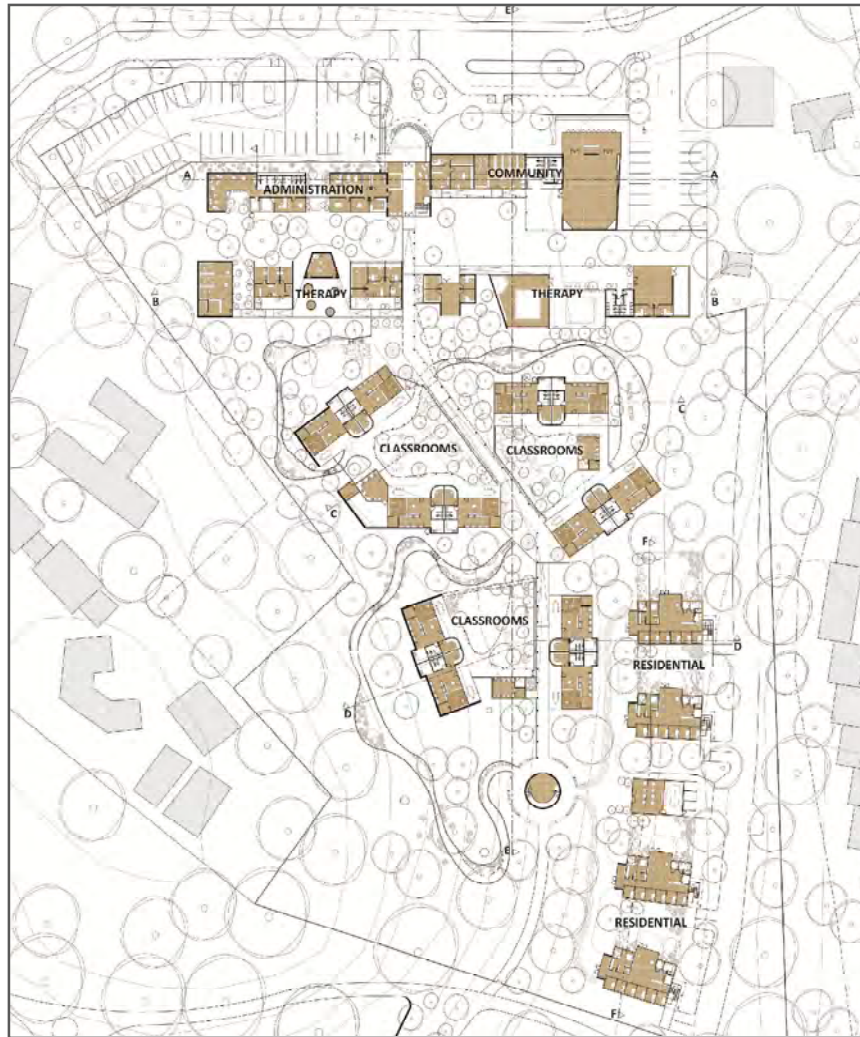 E
COMMUNITY
A
A
ADMINISTRATION
B
THERAPY
THERAPY
B
C
CLASSROOMS
CLASSROOMS
C
F
CLASSROOMS
D
RESIDENTIAL
D
E
RESIDENTIAL
F